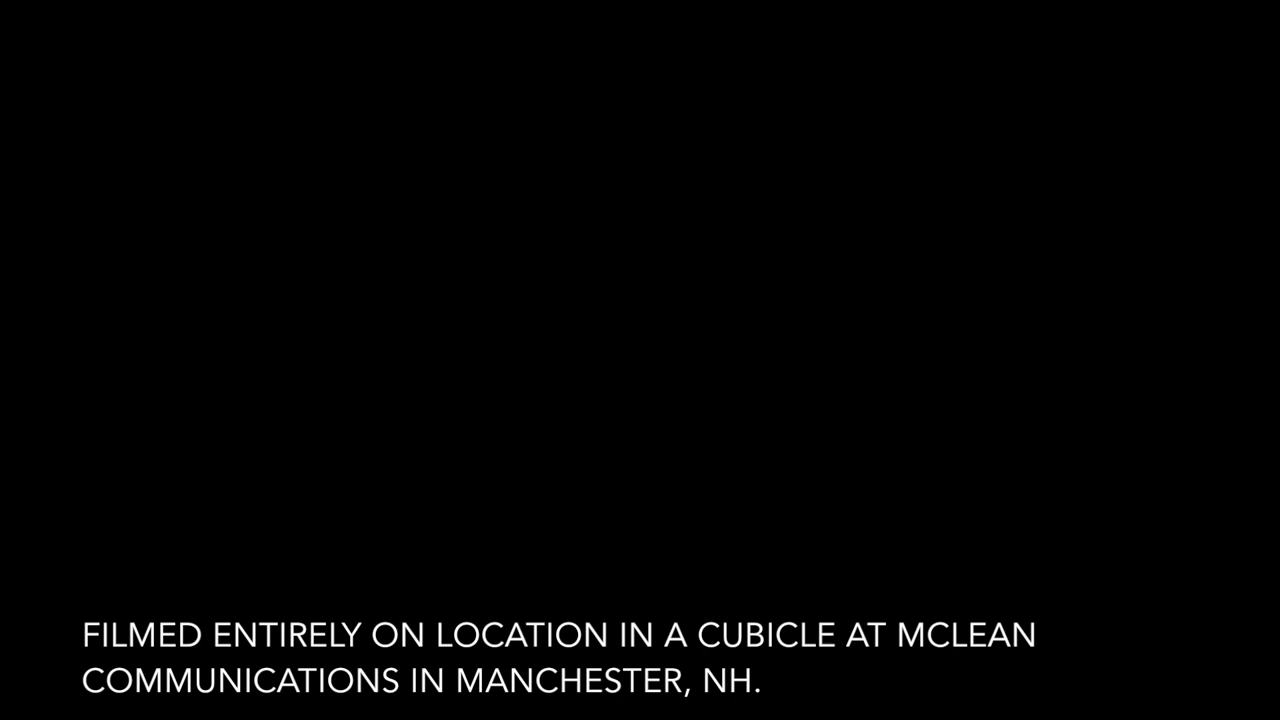 FILMED ENTIRELY ON LOCATION IN A CUBICLE AT MCLEAN
COMMUNICATIONS IN MANCHESTER, NH.